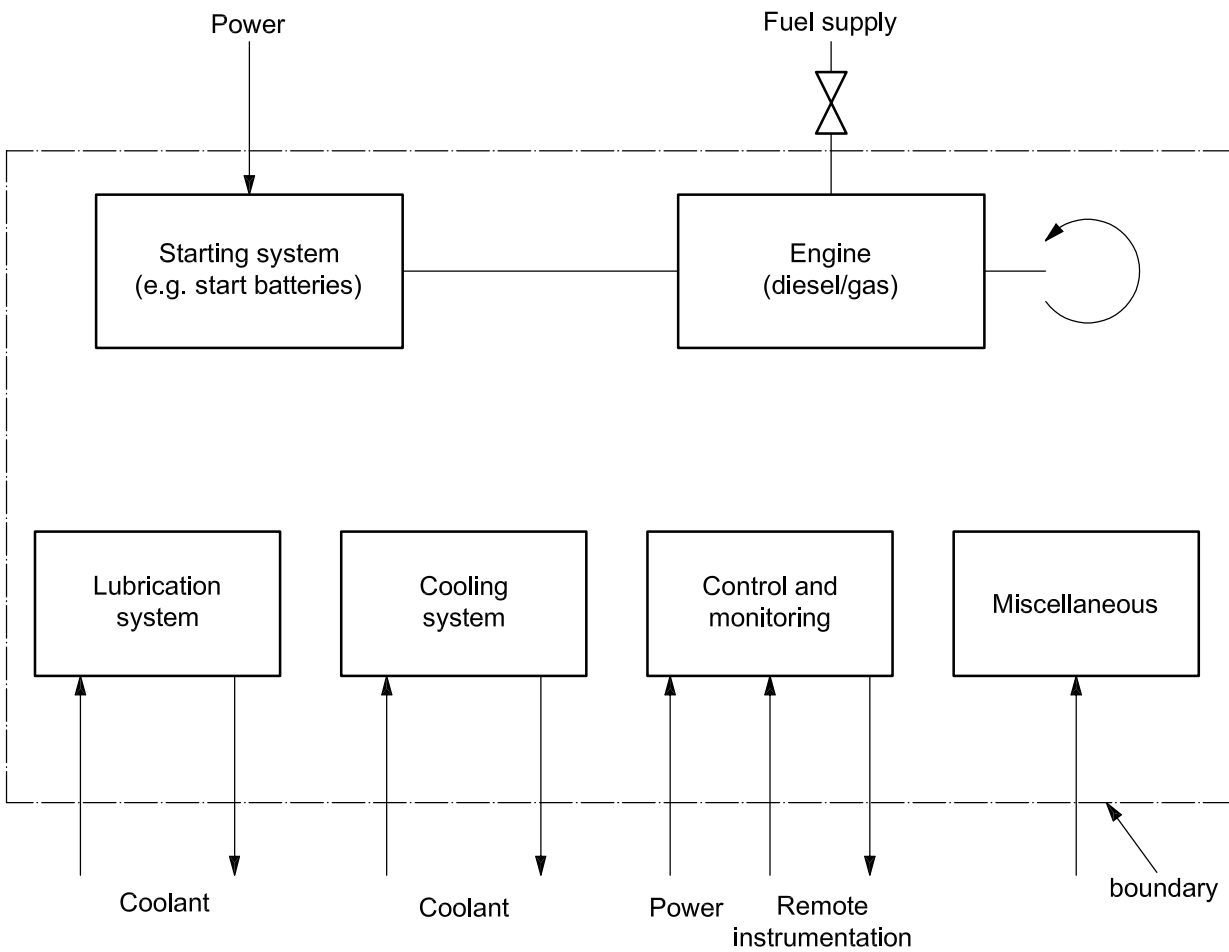 Power
Fuel supply
Starting system
(e.g. start batteries)
Engine
(diesel/gas)
Lubrication
system
Cooling
system
Control and
monitoring
Miscellaneous
Coolant
Coolant
Power
Remote
instrumentation
boundary